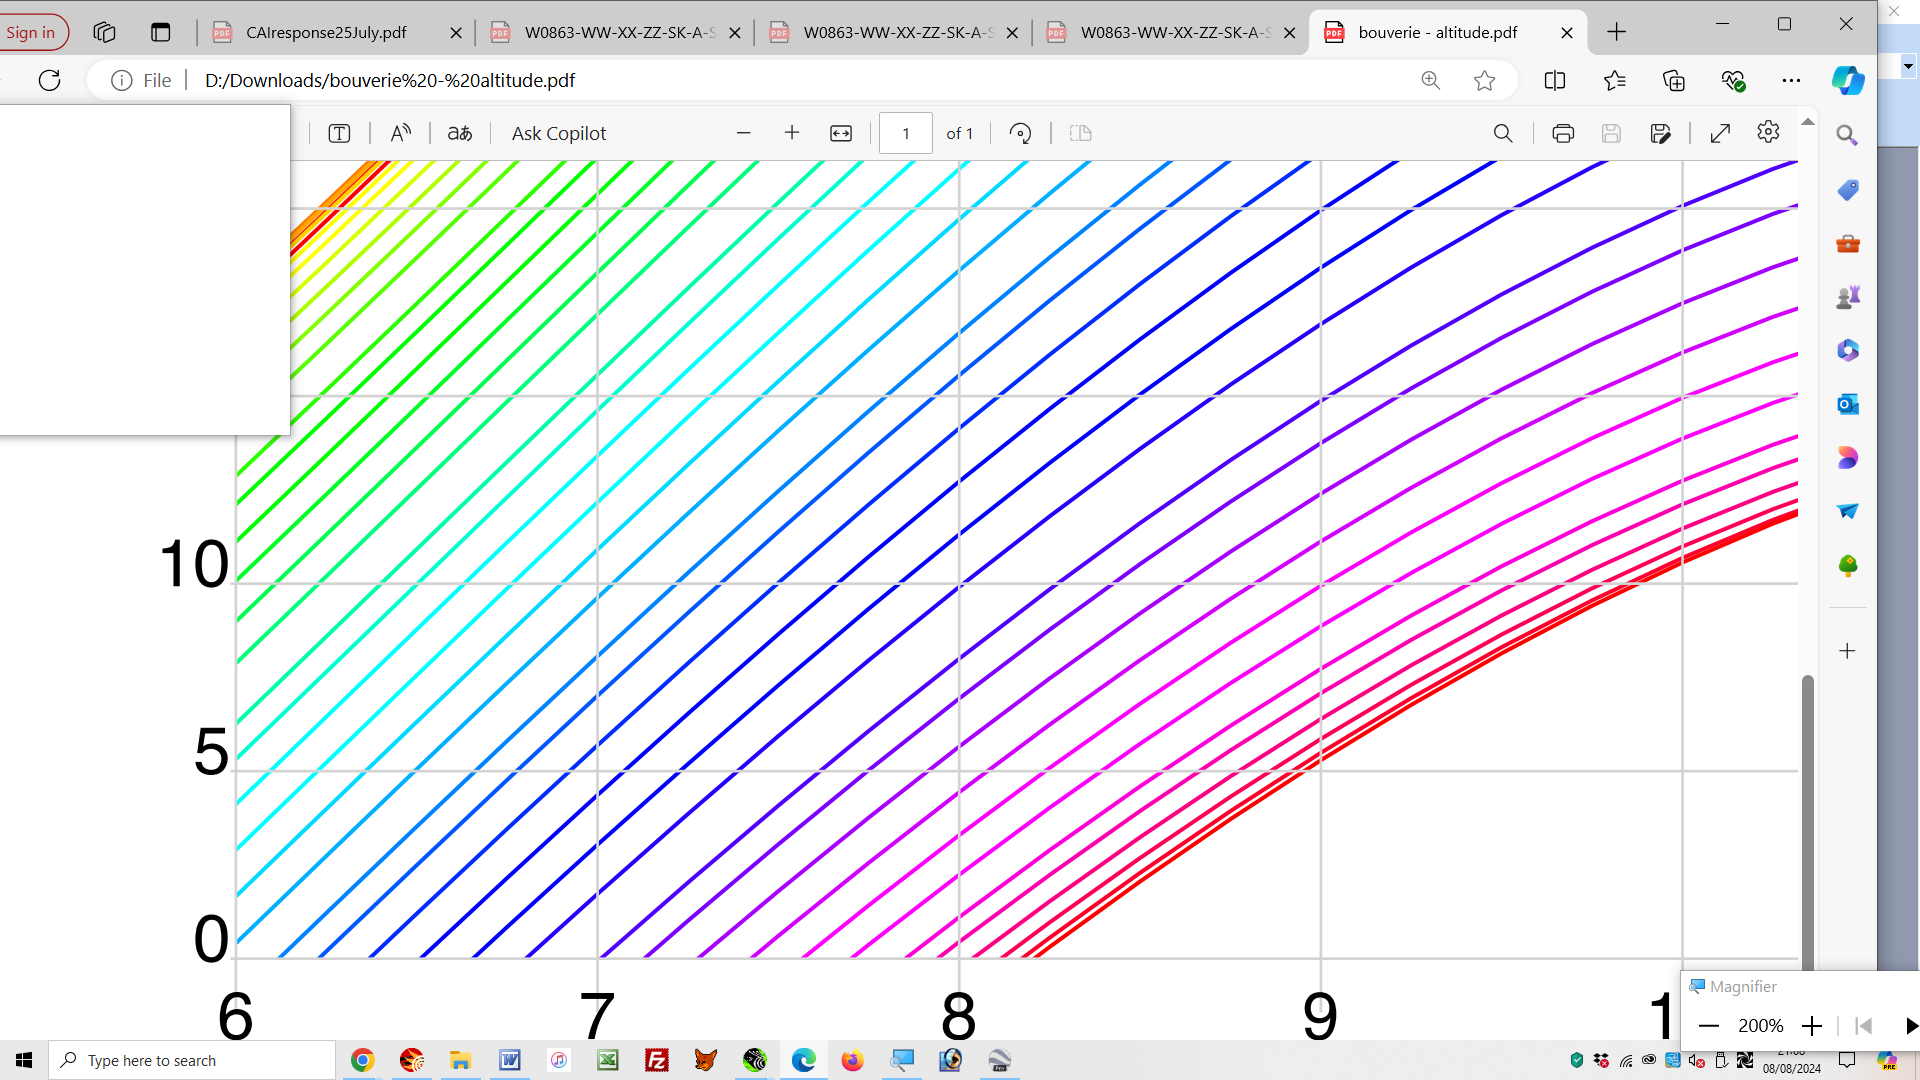 Sign in
CAIresponse25July.pdf
W0863-WW-XX-ZZ-SK-A-S
W0863-WW-XX-ZZ-SK-A-S
W0863-WW-XX-ZZ-SK-A-S
bouverie - altitude.pdf
File
D:/Downloads/bouverie%20-%20altitude.pdf
aあ
Ask Copilot
1
of 1
10
5
0
6
7
8
9
1
Magnifier
200%
Type here to search
08/08/2024